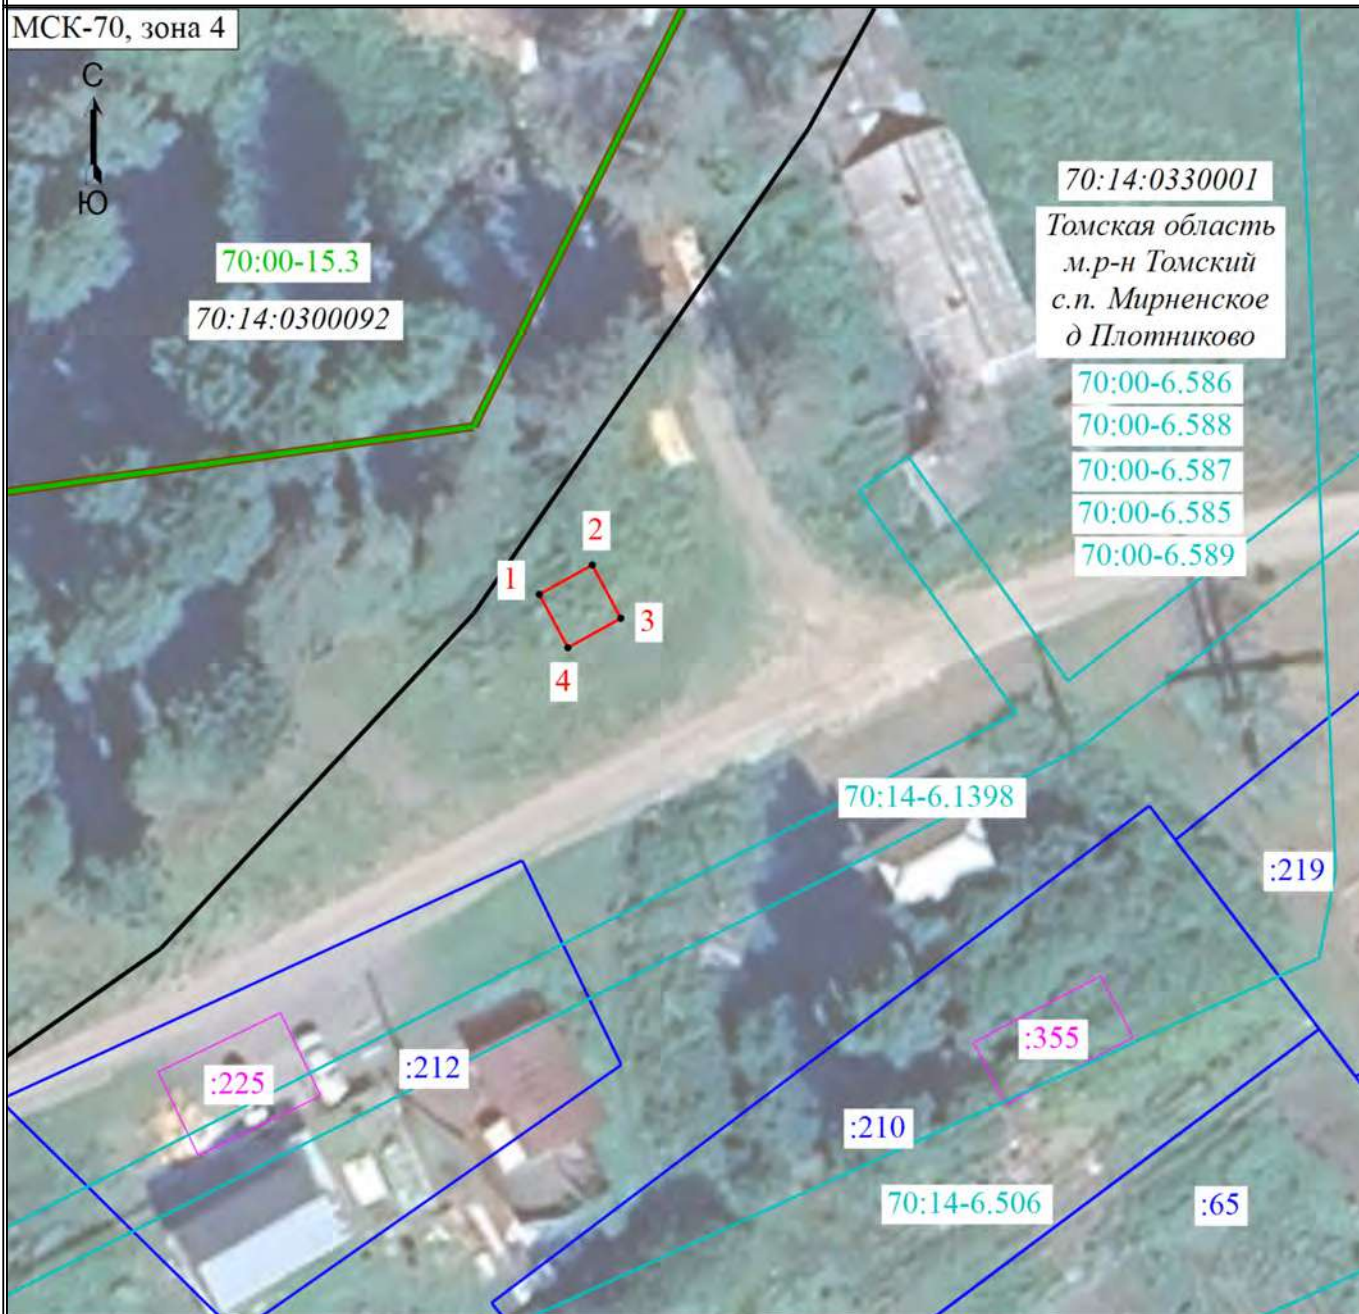 МСК-70, зона 4
С
Ю
70:00-15.3
70:14:0300092
70:14:0330001
Томская область
м.р-н Томский
с.п. Мирненское
д Плотниково
70:00-6.586
70:00-6.588
70:00-6.587
70:00-6.585
70:00-6.589
1
2
3
4
70:14-6.1398
:219
:225
:212
:355
:210
70:14-6.506
:65